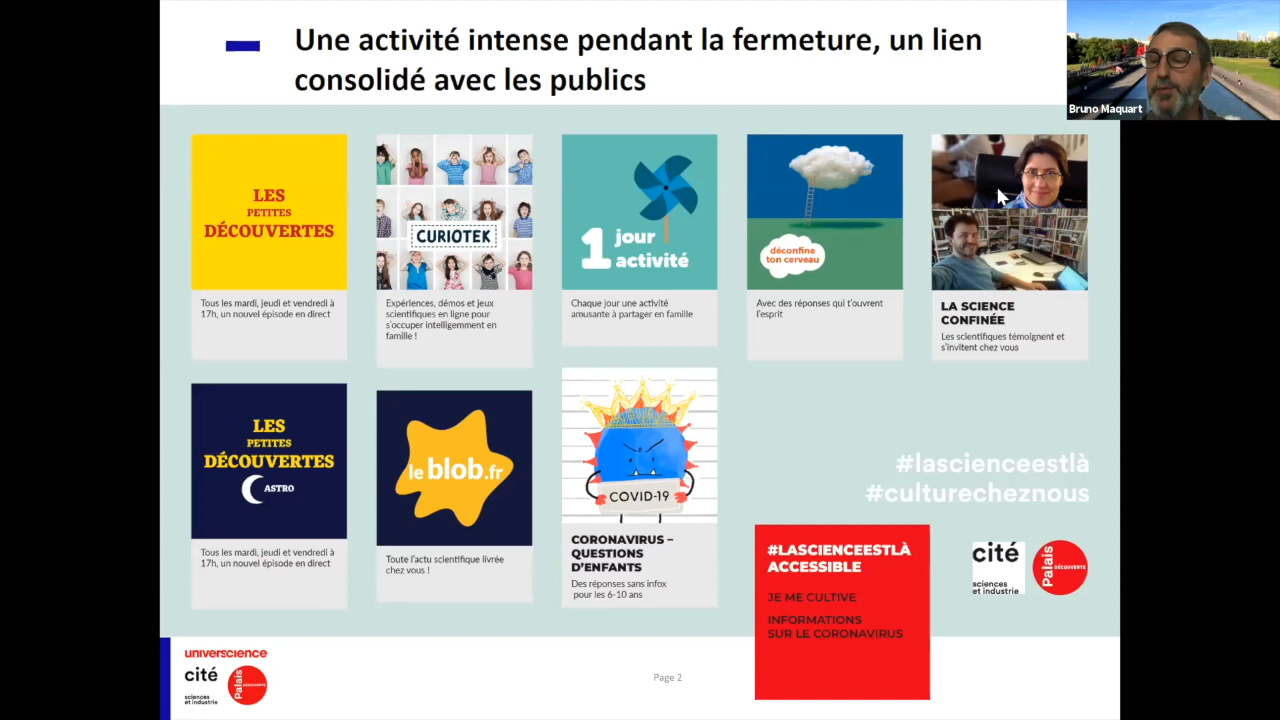 Une activité intense pendant la fermeture, un lien
consolidé avec les publics
Bruno Maquart
LES
PETITES
DÉCOUVERTES
Tous les mardi, jeudi et vendredi à
17h, un nouvel épisode en direct
CURIOTEK
Expériences, démos et jeux
scientifiques en ligne pour
s'occuper intelligemment en
famille !
1 jour
activité
Chaque jour une activité
amusante à partager en famille
déconfine
ton cerveau
Avec des réponses qui t'ouvrent
l'esprit
LA SCIENCE
CONFINÉE
Les scientifiques témoignent et
s'invitent chez vous
LES
PETITES
DÉCOUVERTES
ASTRO
Tous les mardi, jeudi et vendredi à
17h, un nouvel épisode en direct
le blob.fr
Toute l'actu scientifique livrée
chez vous !
COVID-19
CORONAVIRUS –
QUESTIONS
D'ENFANTS
Des réponses sans infox
pour les 6-10 ans
#lascienceestlà
#culturecheznous
#LASCIENCEESTLÀ
ACCESSIBLE
JE ME CULTIVE
INFORMATIONS
SUR LE CORONAVIRUS
cité
sciences
et industrie
Palais
DÉCOUVERTE
universcience
cité
sciences
et industrie
Palais
DÉCOUVERTE
Page 2